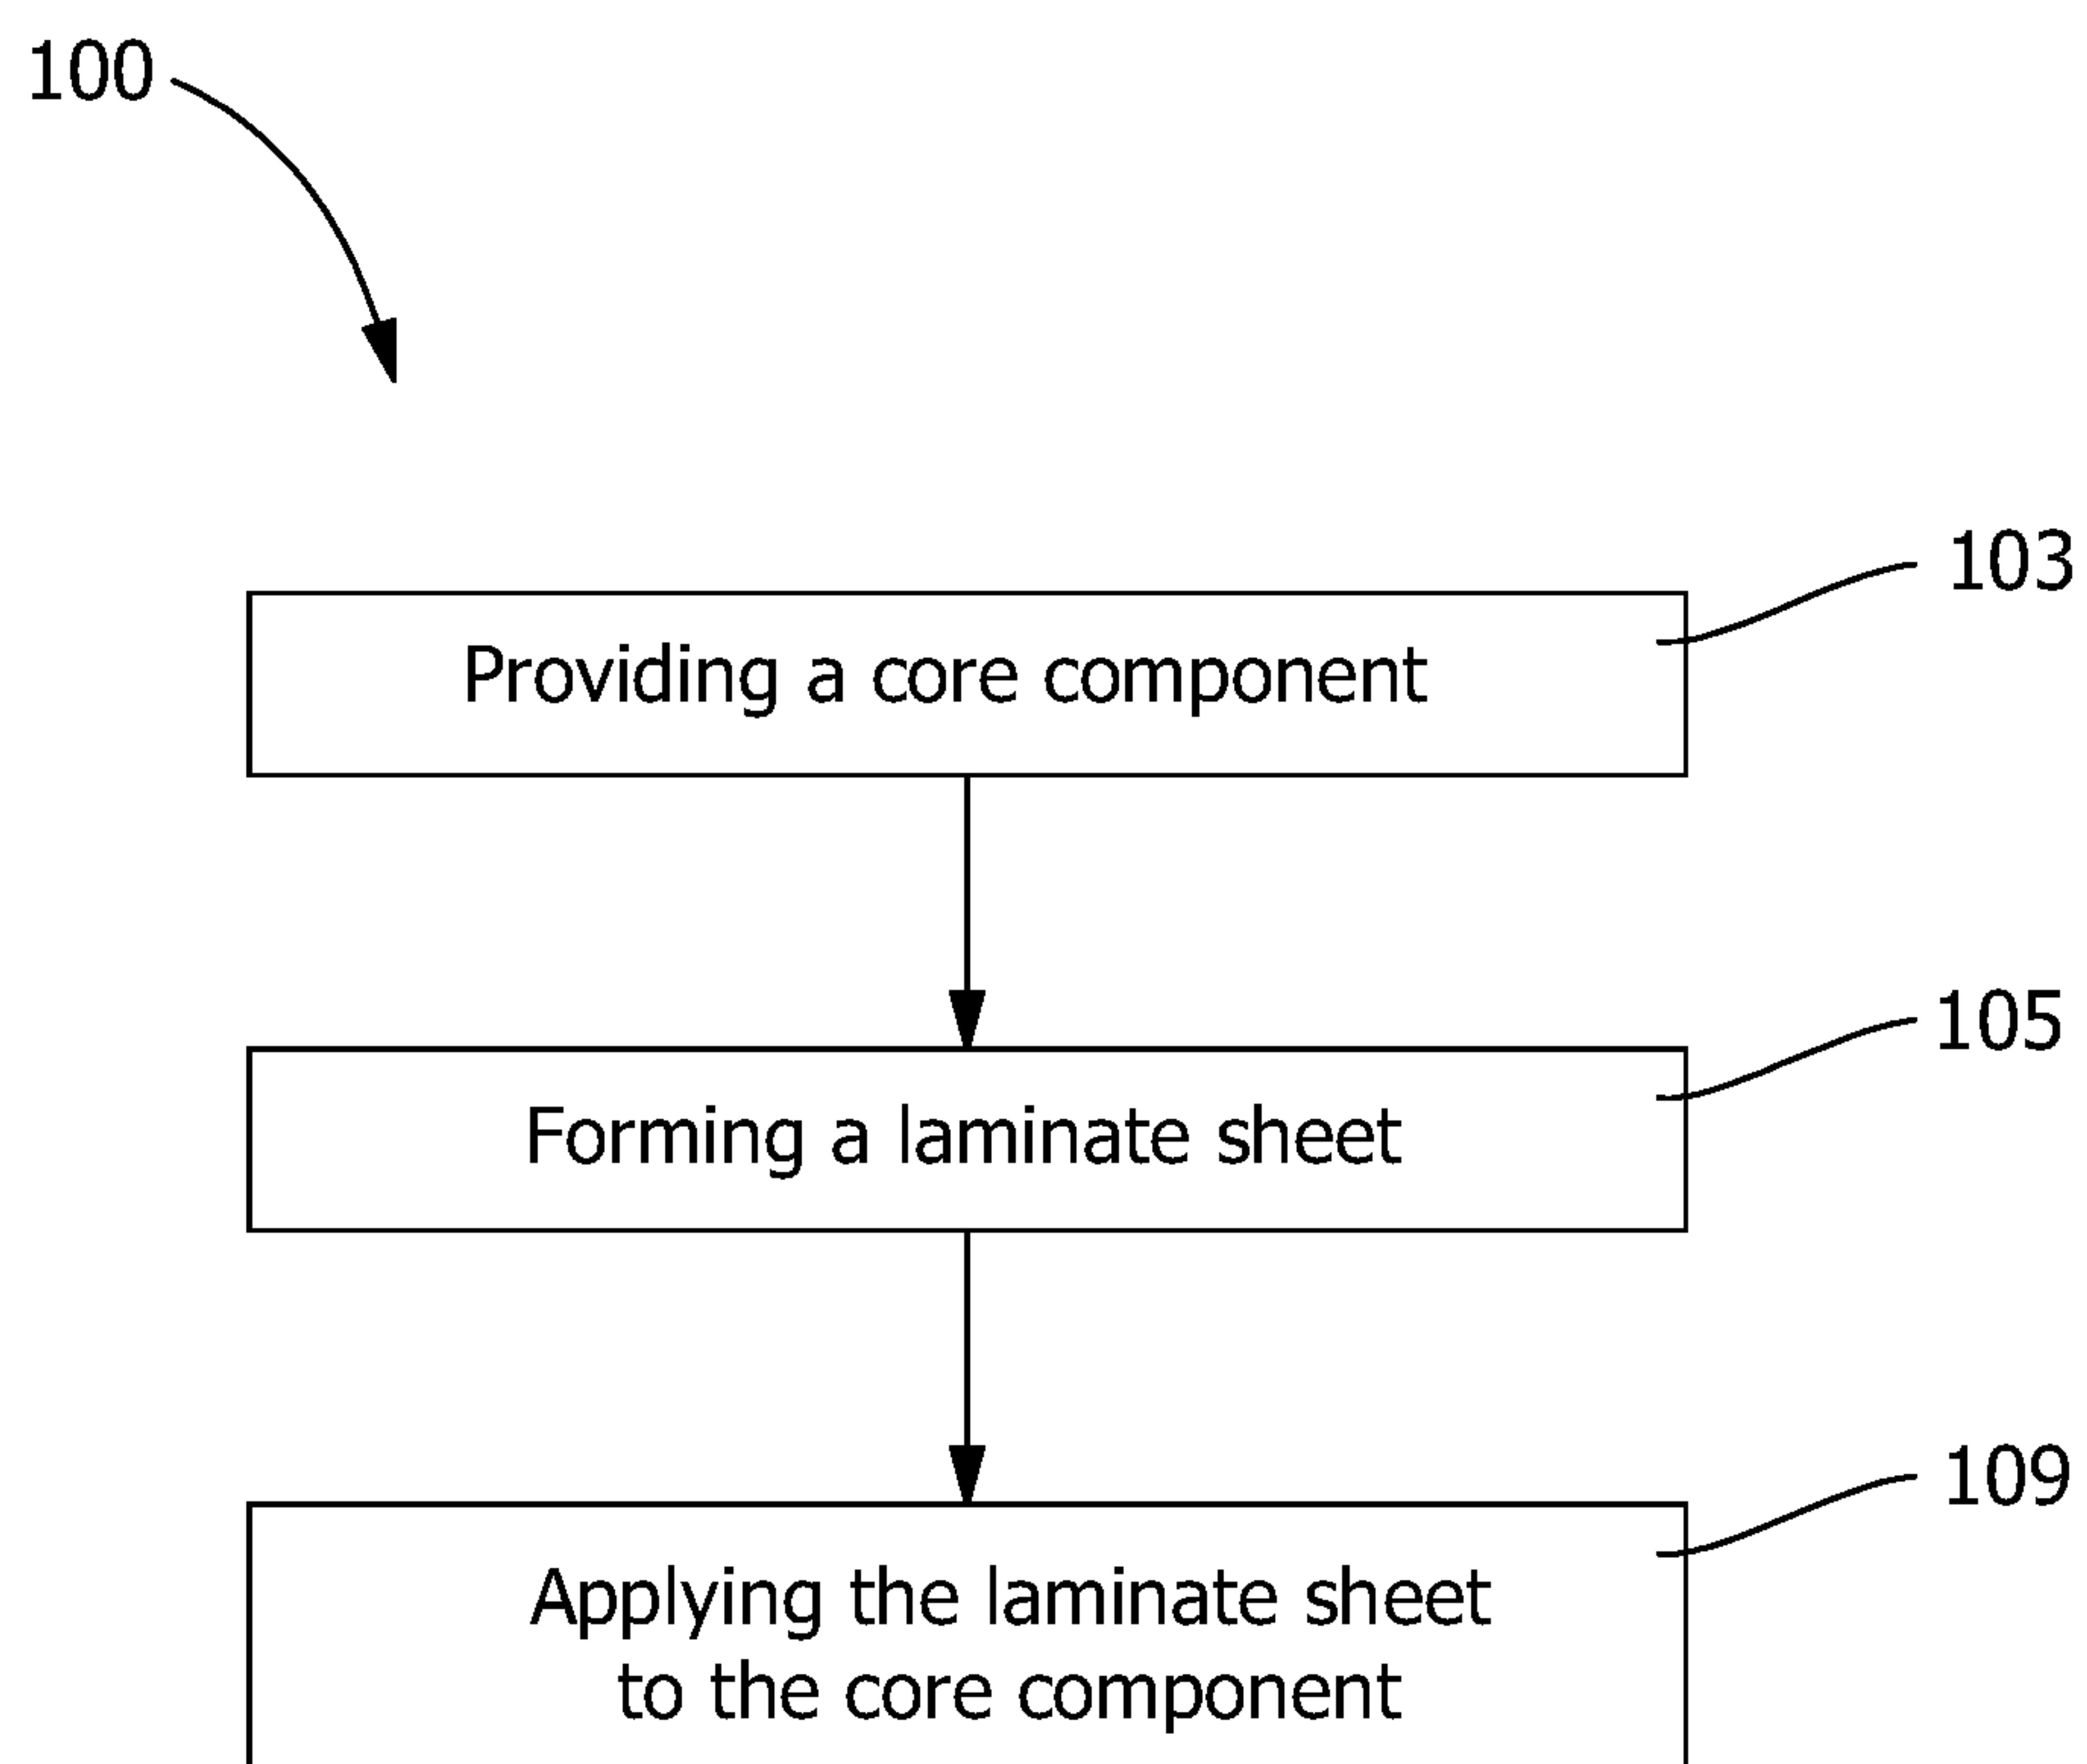 100
103
Providing a core component
105
Forming a laminate sheet
109
Applying the laminate sheet
to the core component